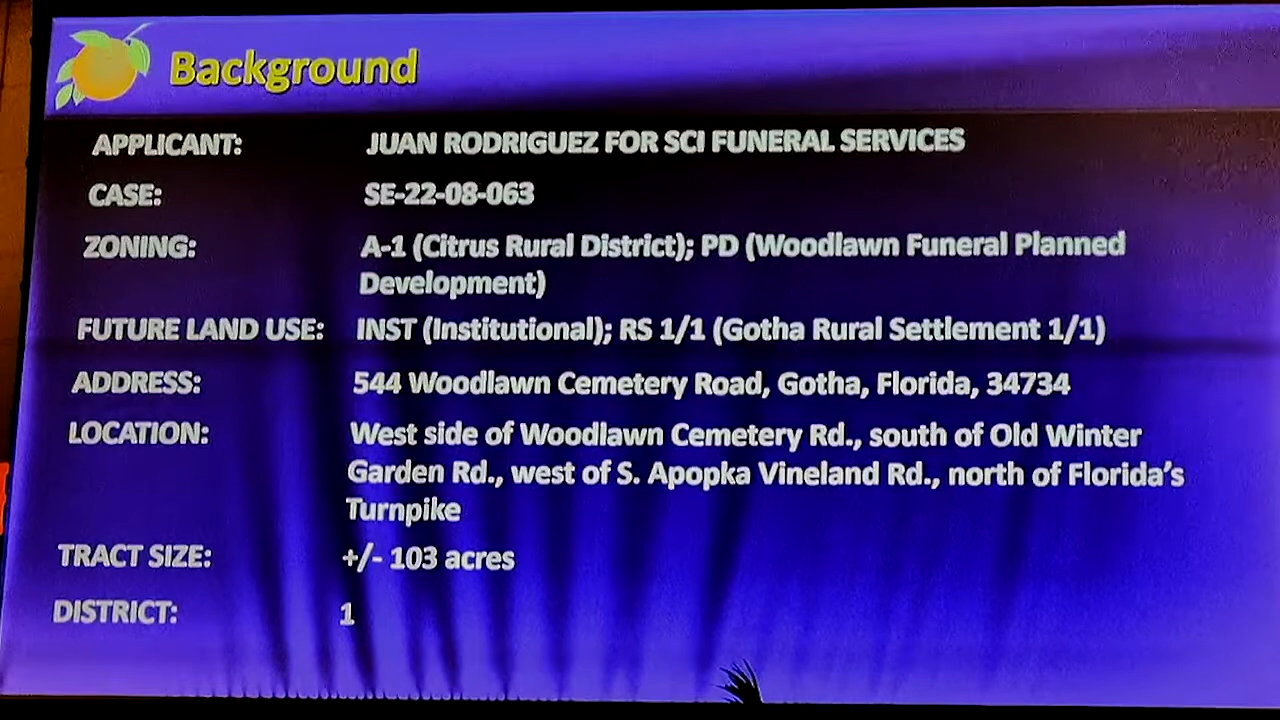 Background
APPLICANT: JUAN RODRIGUEZ FOR SCI FUNERAL SERVICES
CASE: SE-22-08-063
ZONING: A-1 (Citrus Rural District); PD (Woodlawn Funeral Planned
Development)
FUTURE LAND USE: INST (Institutional); RS 1/1 (Gotha Rural Settlement 1/1)
ADDRESS: 544 Woodlawn Cemetery Road, Gotha, Florida, 34734
LOCATION: West side of Woodlawn Cemetery Rd., south of Old Winter
Garden Rd., west of S. Apopka Vineland Rd., north of Florida’s
Turnpike
TRACT SIZE: +/- 103 acres
DISTRICT: 1